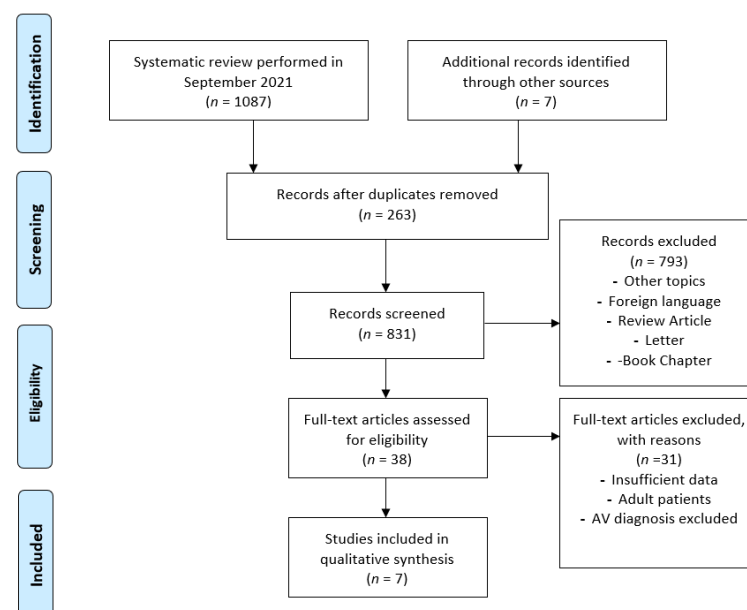 Identification
Systematic review performed in
September 2021
(n = 1087)
Additional records identified
through other sources
(n = 7)
Screening
Records after duplicates removed
(n = 263)
Records screened
(n = 831)
Records excluded
(n = 793)
- Other topics
- Foreign language
- Review Article
- Letter
- -Book Chapter
Eligibility
Full-text articles assessed
for eligibility
(n = 38)
Full-text articles excluded,
with reasons
(n =31)
- Insufficient data
- Adult patients
- AV diagnosis excluded
Included
Studies included in
qualitative synthesis
(n = 7)